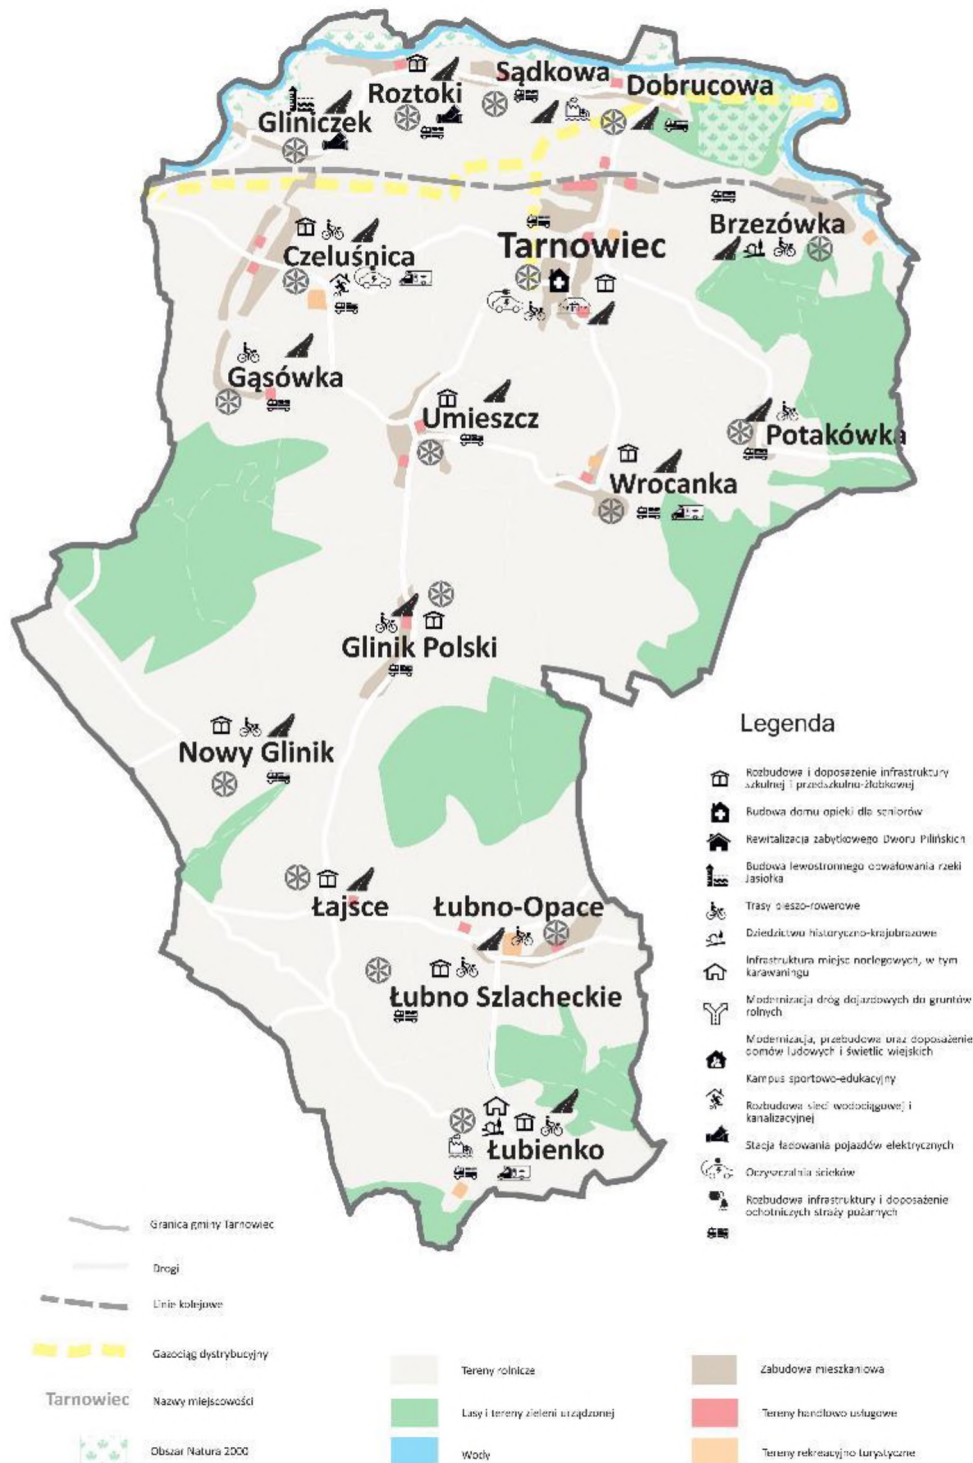 Sądkowa
Dobrucowa
Roztoki
Gliniczek
Brzezówka
Tarnowiec
Czeluśnica
Gąsówka
Umieszcz
Potakówka
Wrocanka
Glinik Polski
Nowy Glinik
Łajsce
Łubno-Opace
Łubno Szlacheckie
Łubienko
Legenda
Rozbudowa i doposażenie infrastruktury
szkolnej i przedszkolno-żłobkowej
Budowa domu opieki dla seniorów
Rewitalizacja zabytkowego Dworu Pilińskich
Budowa lewostronnego obwałowania rzeki
Jasiołka
Trasy pieszo-rowerowe
Dziedzictwo historyczno-krajobrazowe
Infrastruktura miejsc noclegowych, w tym
karawaningu
Modernizacja dróg dojazdowych do gruntów
rolnych
Modernizacja, przebudowa oraz doposażenie
domów ludowych i świetlic wiejskich
Kampus sportowo-edukacyjny
Rozbudowa sieci wodociągowej i
kanalizacyjnej
Stacja ładowania pojazdów elektrycznych
Oczyszczalnia ścieków
Rozbudowa infrastruktury i doposażenie
ochotniczych straży pożarnych
Granica gminy Tarnowiec
Drogi
Linie kolejowe
Gazociąg dystrybucyjny
Tarnowiec Nazwy miejscowości
Obszar Natura 2000
Tereny rolnicze
Lasy i tereny zieleni urządzonej
Wody
Zabudowa mieszkaniowa
Tereny handlowo usługowe
Tereny rekreacyjno turystyczne